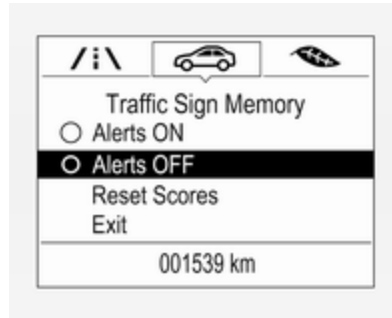 Traffic Sign Memory
Alerts ON
Alerts OFF
Reset Scores
Exit
001539 km